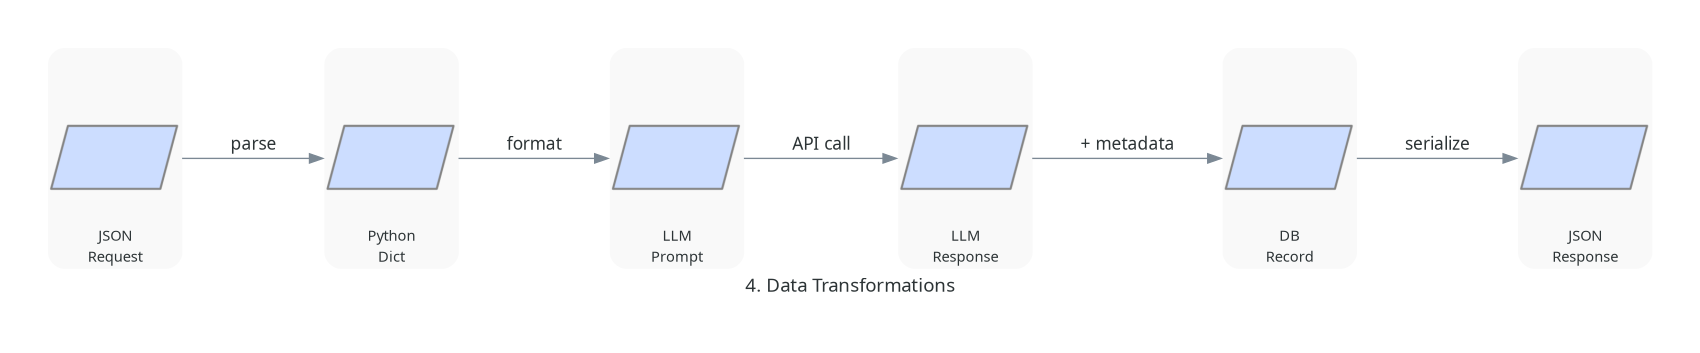 parse
format
API call
+ metadata
serialize
JSON
Request
Python
Dict
LLM
Prompt
LLM
Response
DB
Record
JSON
Response
4. Data Transformations